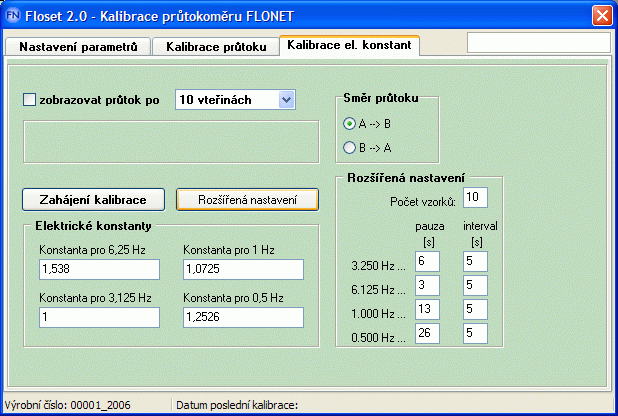 FN Floset 2.0 - Kalibrace průtokoměru FLONET
Nastavení parametrů Kalibrace průtoku Kalibrace el. konstant
zobrazovat průtok po 10 vteřinách
Směr průtoku
A --> B
B --> A
Zahájení kalibrace Rozšířená nastavení
Rozšířená nastavení
Počet vzorků: 10
pauza interval
[s] [s]
3.250 Hz ... 6 5
6.125 Hz ... 3 5
1.000 Hz ... 13 5
0.500 Hz ... 26 5
Elektrické konstanty
Konstanta pro 6,25 Hz Konstanta pro 1 Hz
1,538 1,0725
Konstanta pro 3,125 Hz Konstanta pro 0,5 Hz
1 1,2526
Výrobní číslo: 00001_2006 Datum poslední kalibrace: